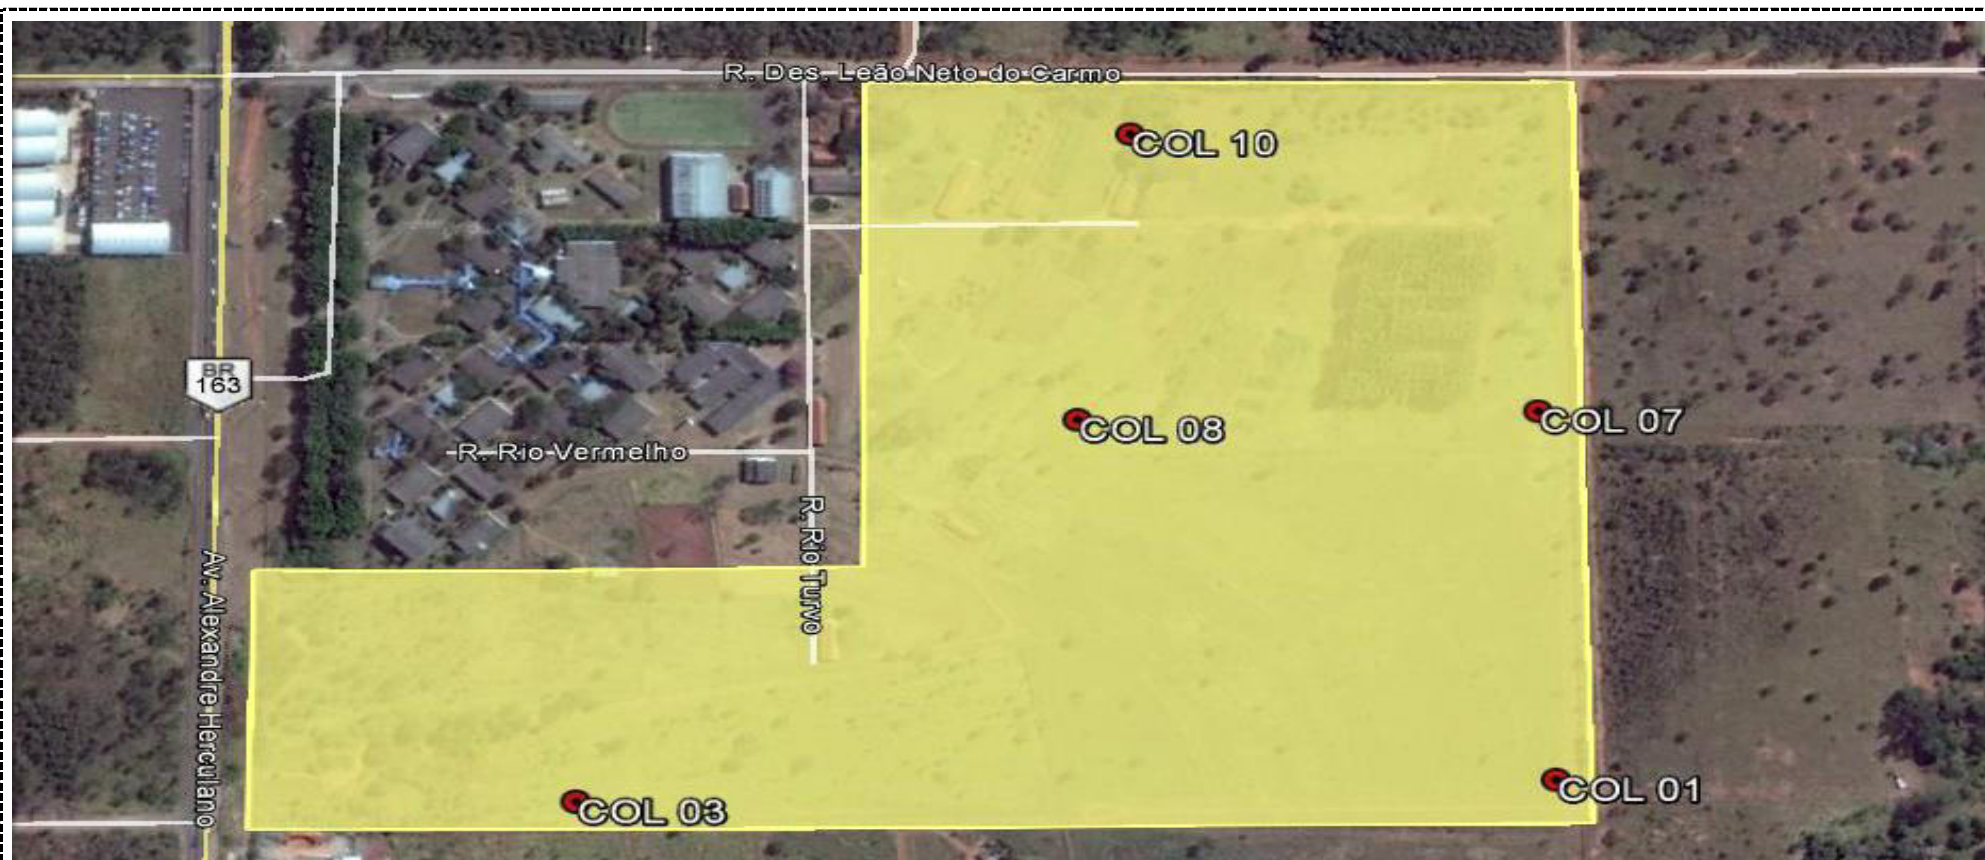 R. Des. Leão Neto do Carmo
COL 10
BR
163
COL 07
COL 08
R. Rio Vermelho
R. Rio Turvo
Av. Alexandre Herculano
COL 01
COL 03